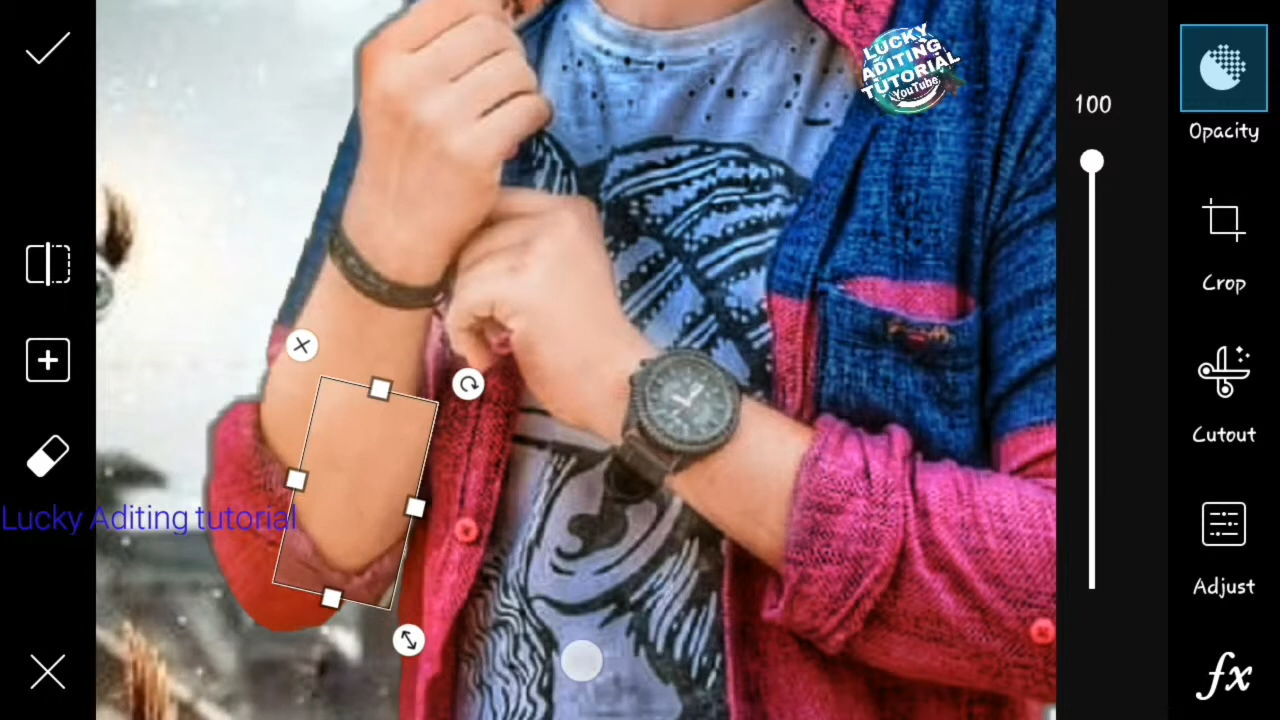 LUCKY
ADITING
TUTORIAL
YouTube
100
Opacity
Crop
Cutout
Adjust
fx
Lucky Aditing tutorial